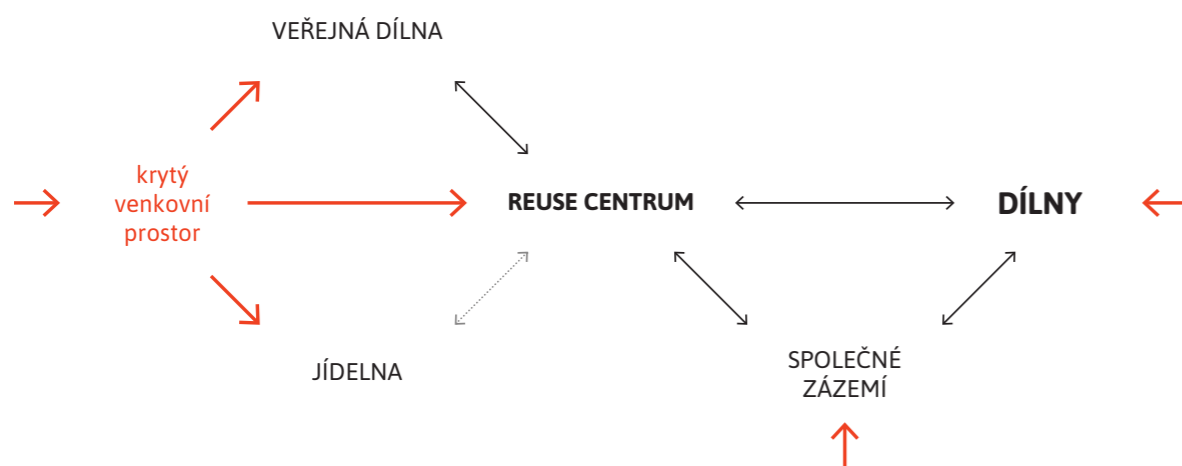 VEŘEJNÁ DÍLNA
krytý
venkovní
prostor
REUSE CENTRUM
DÍLNY
JÍDELNA
SPOLEČNÉ
ZÁZEMÍ